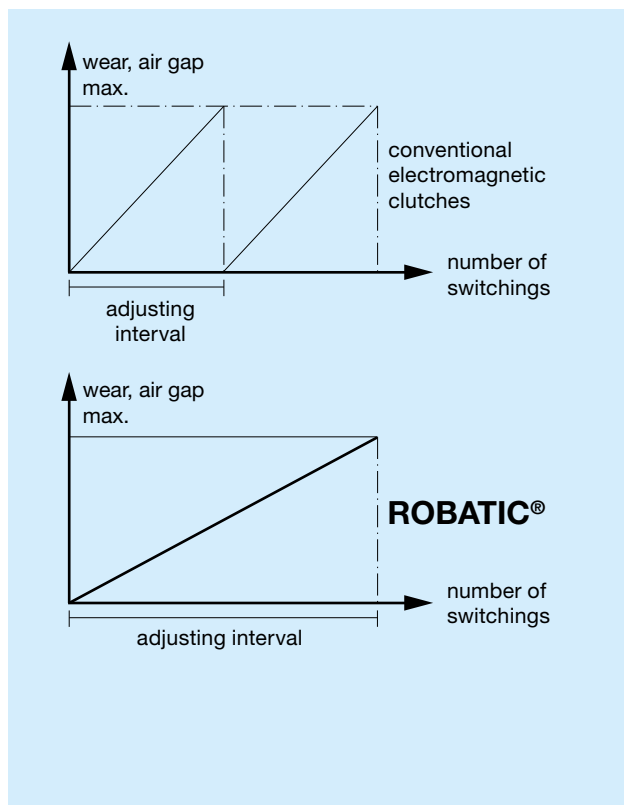 wear, air gap
max.
conventional
electromagnetic
clutches
number of
switchings
adjusting
interval
wear, air gap
max.
ROBATIC®
number of
switchings
adjusting interval